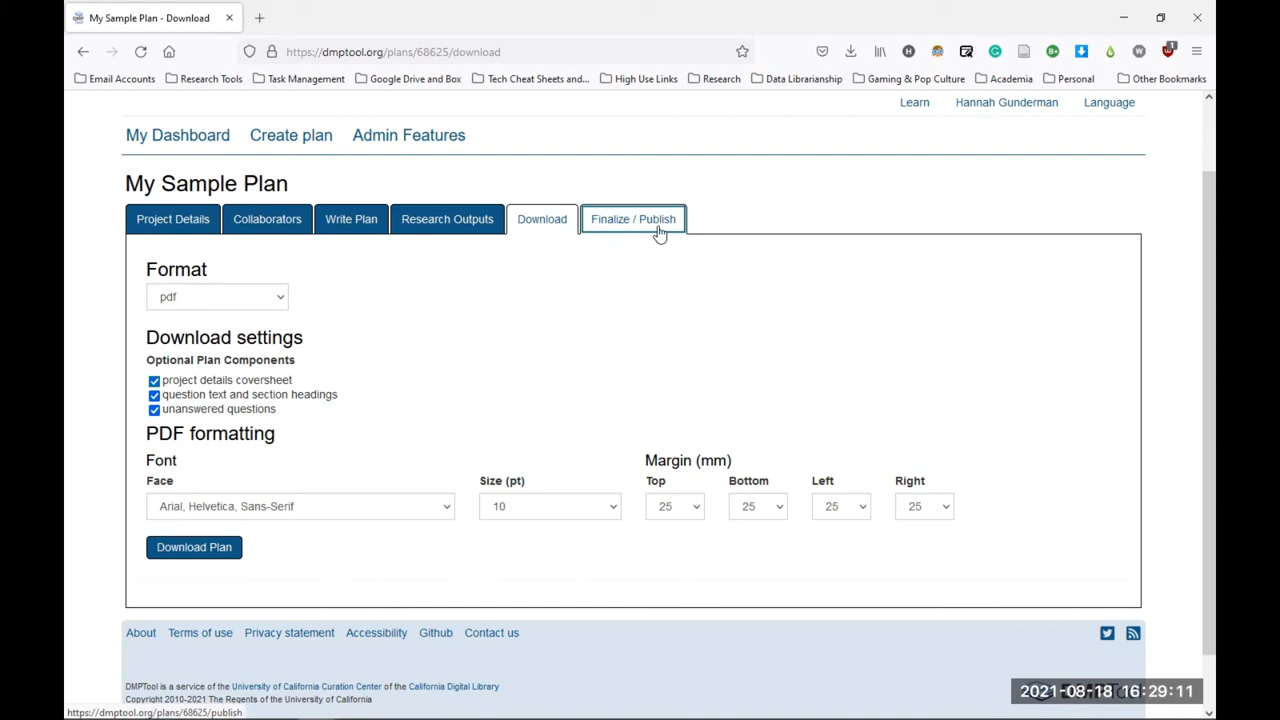 My Sample Plan - Download
https://dmptool.org/plans/68625/download
Email Accounts Research Tools Task Management Google Drive and Box Tech Cheat Sheets and... High Use Links Research Data Librarianship Gaming & Pop Culture Academia Personal Other Bookmarks
Learn Hannah Gunderman Language
My Dashboard Create plan Admin Features
My Sample Plan
Project Details Collaborators Write Plan Research Outputs Download Finalize / Publish
Format
pdf
Download settings
Optional Plan Components
project details coversheet
question text and section headings
unanswered questions
PDF formatting
Font Margin (mm)
Face Size (pt) Top Bottom Left Right
Arial, Helvetica, Sans-Serif 10 25 25 25 25
Download Plan
About Terms of use Privacy statement Accessibility Github Contact us
DMPTool is a service of the University of California Curation Center of the California Digital Library
Copyright 2010-2021 The Regents of the University of California
2021-08-18 16:29:11
https://dmptool.org/plans/68625/publish